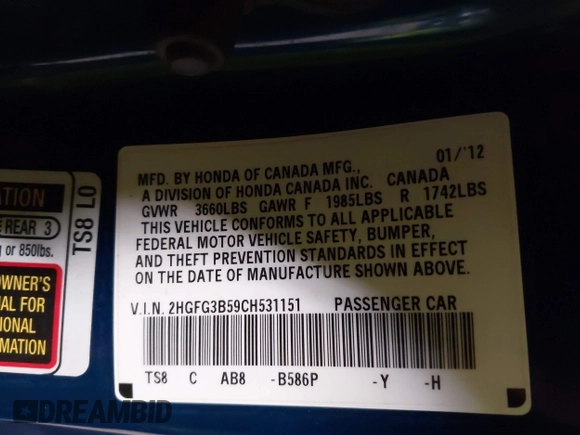 ATION
E REAR 3
g or 850lbs.
TS8 L0
OWNER'S
AL FOR
IONAL
RMATION
01/'12
MFD. BY HONDA OF CANADA MFG.,
A DIVISION OF HONDA CANADA INC. CANADA
GVWR 3660LBS GAWR F 1985LBS R 1742LBS
THIS VEHICLE CONFORMS TO ALL APPLICABLE
FEDERAL MOTOR VEHICLE SAFETY, BUMPER,
AND THEFT PREVENTION STANDARDS IN EFFECT
ON THE DATE OF MANUFACTURE SHOWN ABOVE.
V.I.N. 2HGFG3B59CH531151 PASSENGER CAR
TS8 C AB8 -B586P -Y -H
DREAMBID